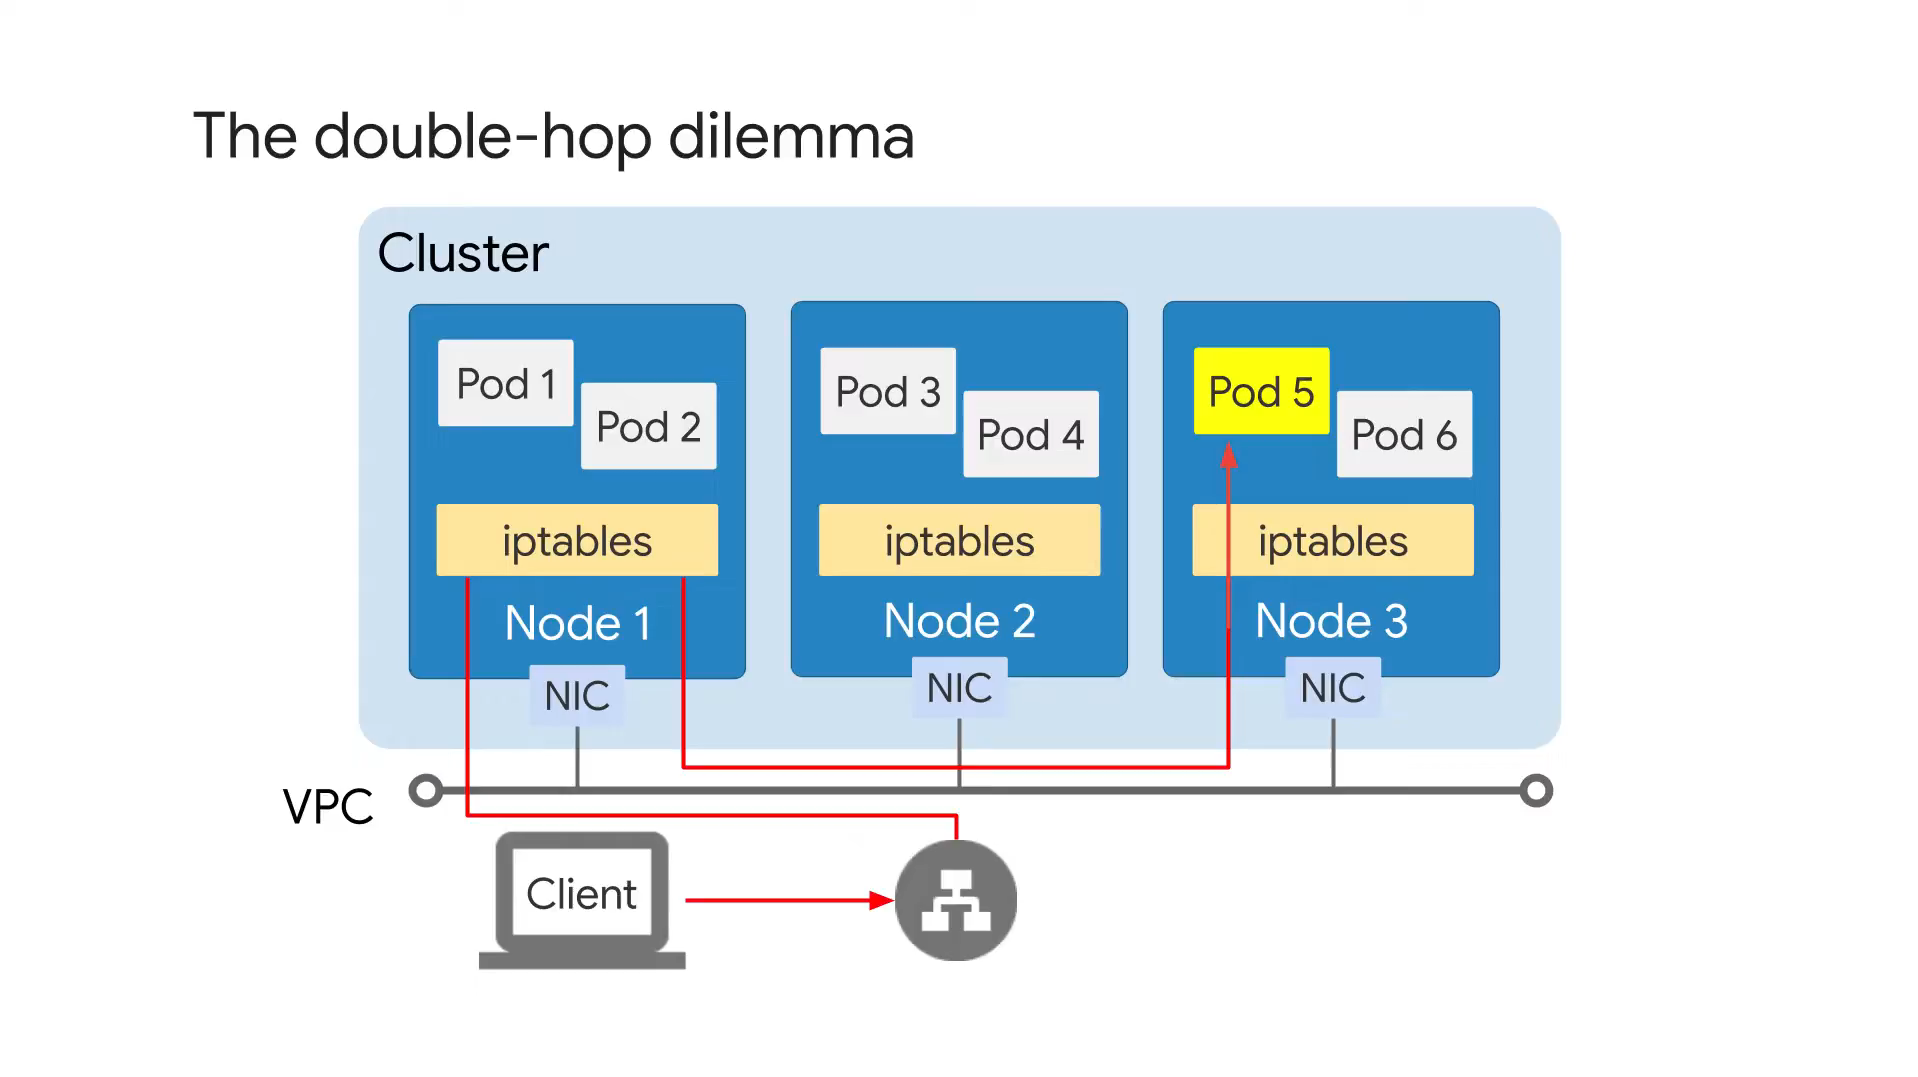 The double-hop dilemma
Cluster
Pod 1
Pod 2
iptables
Node 1
NIC
Pod 3
Pod 4
iptables
Node 2
NIC
Pod 5
Pod 6
iptables
Node 3
NIC
VPC
Client